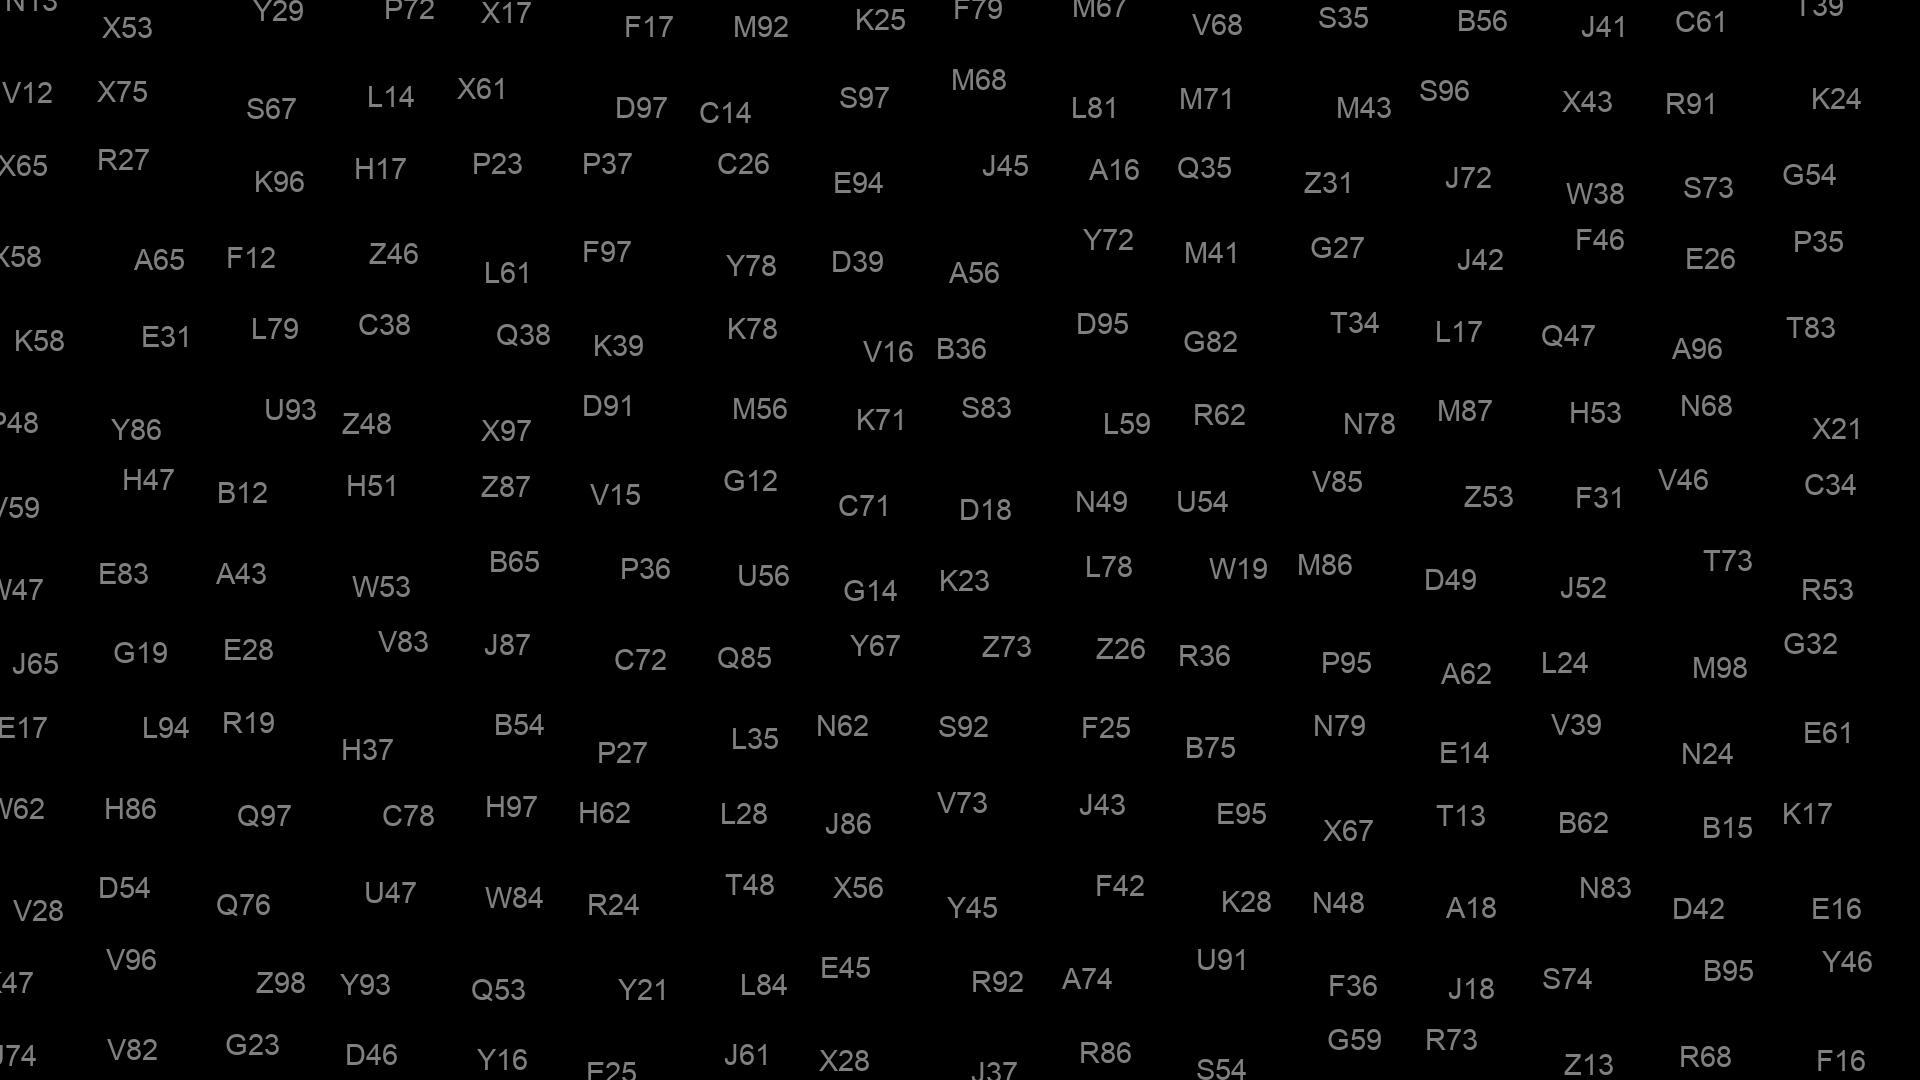 N13 X53 Y29 P72 X17 F17 M92 K25 F79 M67 V68 S35 B56 J41 C61 T39
V12 X75 S67 L14 X61 D97 C14 S97 M68 L81 M71 M43 S96 X43 R91 K24
X65 R27 K96 H17 P23 P37 C26 E94 J45 A16 Q35 Z31 J72 W38 S73 G54
X58 A65 F12 Z46 L61 F97 Y78 D39 A56 Y72 M41 G27 J42 F46 E26 P35
K58 E31 L79 C38 Q38 K39 K78 V16 B36 D95 G82 T34 L17 Q47 A96 T83
P48 Y86 U93 Z48 X97 D91 M56 K71 S83 L59 R62 N78 M87 H53 N68 X21
V59 H47 B12 H51 Z87 V15 G12 C71 D18 N49 U54 V85 Z53 F31 V46 C34
W47 E83 A43 W53 B65 P36 U56 G14 K23 L78 W19 M86 D49 J52 T73 R53
J65 G19 E28 V83 J87 C72 Q85 Y67 Z73 Z26 R36 P95 A62 L24 M98 G32
E17 L94 R19 H37 B54 P27 L35 N62 S92 F25 B75 N79 E14 V39 N24 E61
W62 H86 Q97 C78 H97 H62 L28 J86 V73 J43 E95 X67 T13 B62 B15 K17
V28 D54 Q76 U47 W84 R24 T48 X56 Y45 F42 K28 N48 A18 N83 D42 E16
47 V96 Z98 Y93 Q53 Y21 L84 E45 R92 A74 U91 F36 J18 S74 B95 Y46
74 V82 G23 D46 Y16 J61 X28 J37 R86 S54 G59 R73 Z13 R68 F16